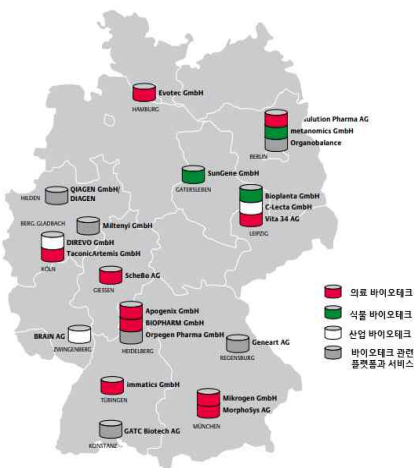 Evotec GmbH
HAMBURG
ulution Pharma AG
metanomics GmbH
Organobalance
BERLIN
SunGene GmbH
GATERSLEBEN
QIAGEN GmbH/
DIAGEN
HILDEN
Bioplanta GmbH
C-Lecta GmbH
Vita 34 AG
LEIPZIG
BERG.GLADBACH
Miltenyi GmbH
DIREVO GmbH
TaconicArtemis GmbH
KÖLN
ScheBo AG
GIESSEN
의료 바이오테크
식물 바이오테크
산업 바이오테크
바이오테크 관련
플랫폼과 서비스
Apogenix GmbH
BIOPHARM GmbH
Orpegen Pharma GmbH
HEIDELBERG
BRAIN AG
ZWINGENBERG
Geneart AG
REGENSBURG
immatics GmbH
TÜBINGEN
Mikrogen GmbH
MorphoSys AG
MÜNCHEN
GATC Biotech AG
KONSTANZ